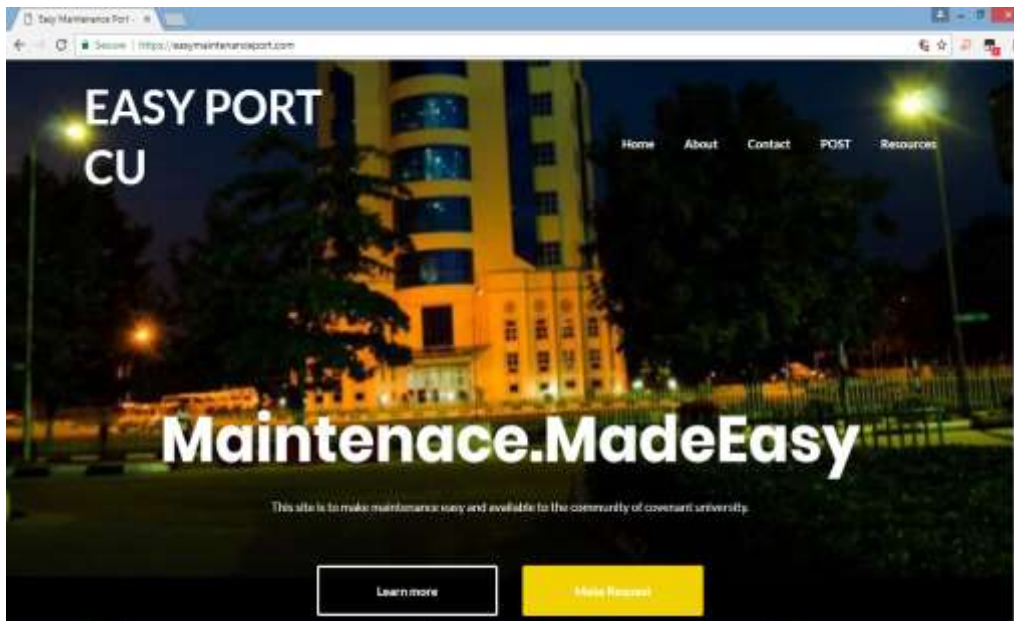 Easy Maintenance Port -
Secure | https://easymaintenanceport.com
EASY PORT
CU
Home About Contact POST Resources
Maintenace.MadeEasy
This site is to make maintenance easy and available to the community of covenant university.
Learn more Make Request